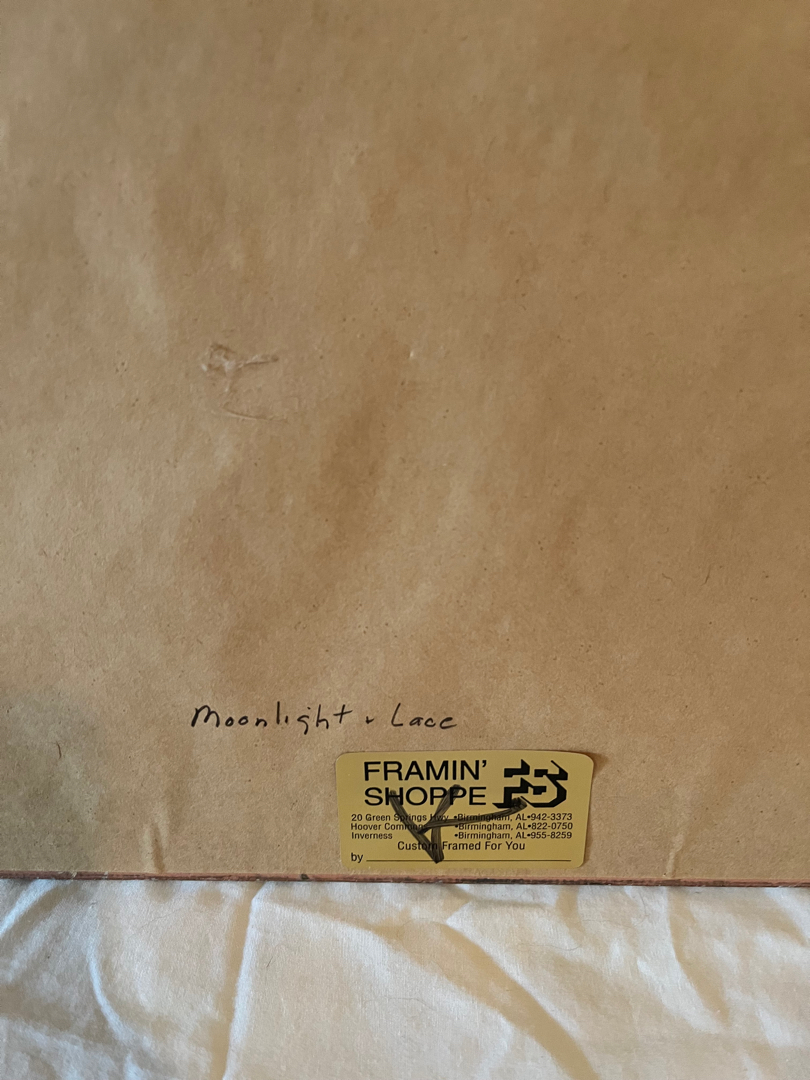 Moonlight & Lace
FRAMIN' FS
SHOPPE
20 Green Springs Hwy. •Birmingham, AL•942-3373
Hoover Commons •Birmingham, AL•822-0750
Inverness •Birmingham, AL•955-8259
Custom Framed For You
by
K